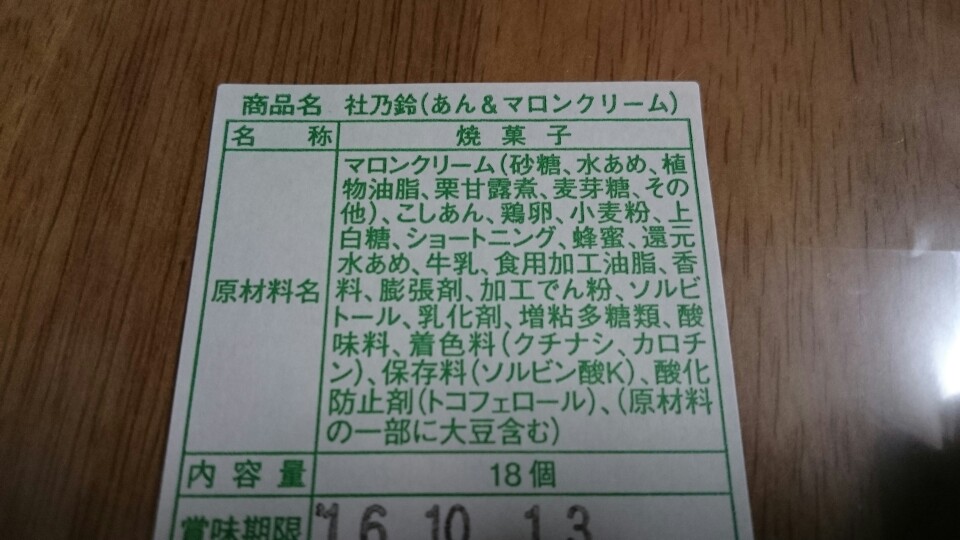 商品名 社乃鈴(あん&マロンクリーム)
名称 焼菓子
原材料名
マロンクリーム(砂糖、水あめ、植
物油脂、栗甘露煮、麦芽糖、その
他)、こしあん、鶏卵、小麦粉、上
白糖、ショートニング、蜂蜜、還元
水あめ、牛乳、食用加工油脂、香
料、膨張剤、加工でん粉、ソルビ
トール、乳化剤、増粘多糖類、酸
味料、着色料(クチナシ、カロチ
ン)、保存料(ソルビン酸K)、酸化
防止剤(トコフェロール)、(原材料
の一部に大豆含む)
内容量 18個
賞味期限 '16 10 13